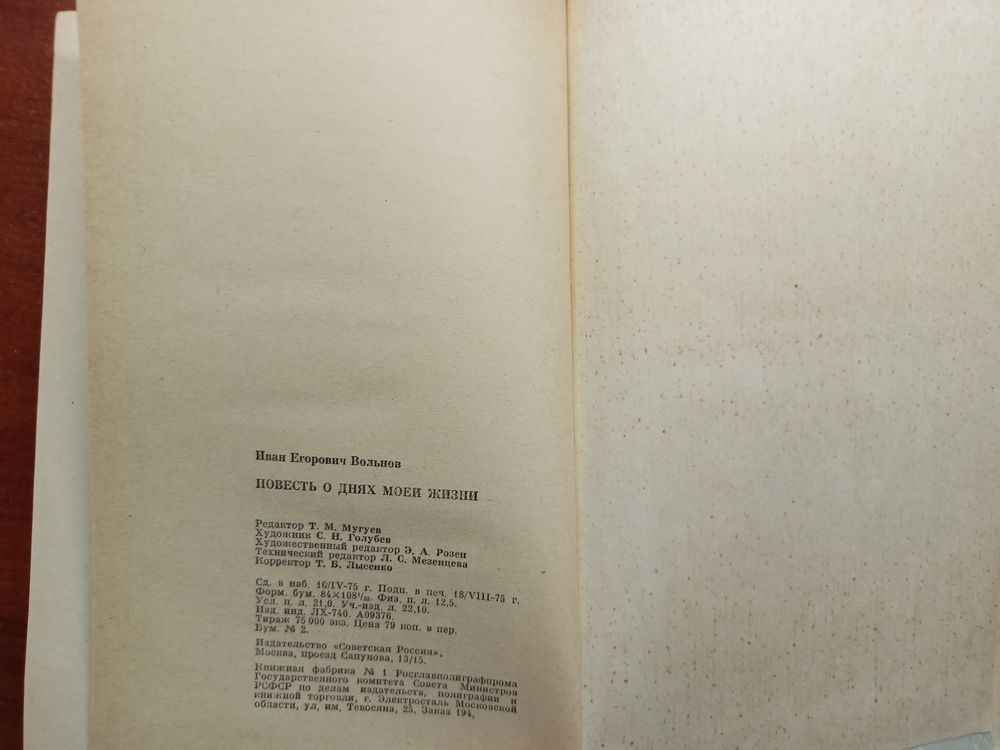 Иван Егорович Вольнов
ПОВЕСТЬ О ДНЯХ МОЕЙ ЖИЗНИ
Редактор Т. М. Мугуев
Художник С. Н. Голубев
Художественный редактор Э. А. Розен
Технический редактор Л. С. Мезенцева
Корректор Т. Б. Лысенко
Сд. в наб. 16/IV-75 г. Подп. в печ. 18/VIII-75 г.
Форм. бум. 84×108¹/₃₂. Физ. п. л. 12,5.
Усл. п. л. 21,0. Уч.-изд. л. 22,10.
Изд. инд. ЛХ-740. А09376.
Тираж 75 000 экз. Цена 79 коп. в пер.
Бум. № 2.
Издательство «Советская Россия»,
Москва, проезд Сапунова, 13/15.
Книжная фабрика № 1 Росглавполиграфпрома
Государственного комитета Совета Министров
РСФСР по делам издательств, полиграфии и
книжной торговли, г. Электросталь Московской
области, ул. им. Тевосяна, 25. Заказ 194.